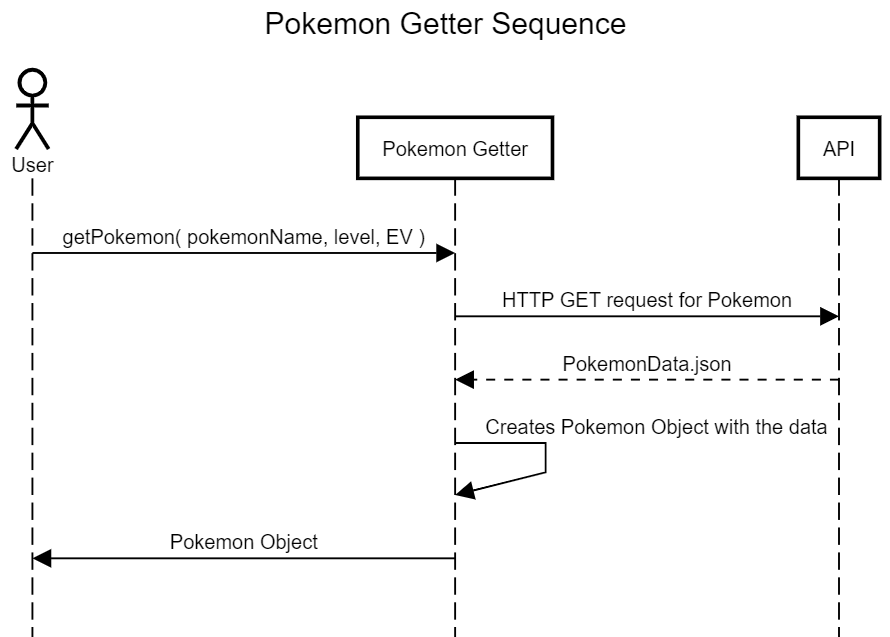 Pokemon Getter Sequence
User
Pokemon Getter
API
getPokemon( pokemonName, level, EV )
HTTP GET request for Pokemon
PokemonData.json
Creates Pokemon Object with the data
Pokemon Object